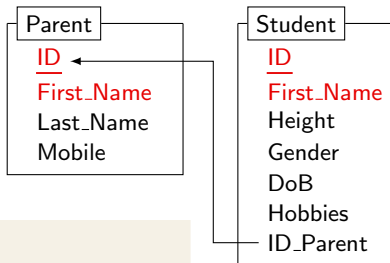 Parent
ID
First_Name
Last_Name
Mobile
Student
ID
First_Name
Height
Gender
DoB
Hobbies
ID_Parent